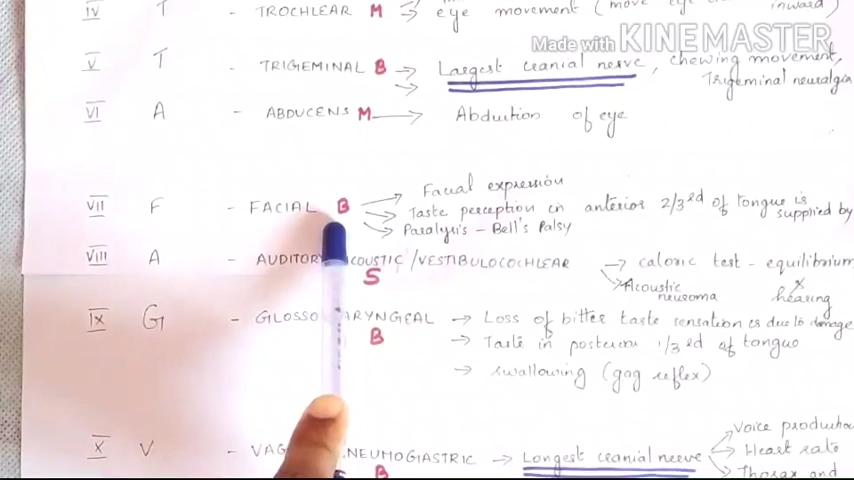 IV T - TROCHLEAR M → eye movement (move eye inward)
Made with KINEMASTER
V T - TRIGEMINAL B → Largest cranial nerve, chewing movement,
→ Trigeminal neuralgia
VI A - ABDUCENS M → Abduction of eye
VII F - FACIAL B → Facial expression
→ Taste perception in anterior 2/3rd of tongue is supplied by
→ Paralysis - Bell's Palsy
VIII A - AUDITORY COUSTIC / VESTIBULOCOCHLEAR → caloric test - equilibrium
S → Acoustic neuroma hearing
IX G - GLOSSO ARYNGEAL → Loss of bitter taste sensation is due to damage
B → Taste in posterior 1/3rd of tongue
→ swallowing (gag reflex)
X V - VAG NEUMOGIASTRIC → Longest cranial nerve → Voice production
B → Heart rate
→ Thorax and